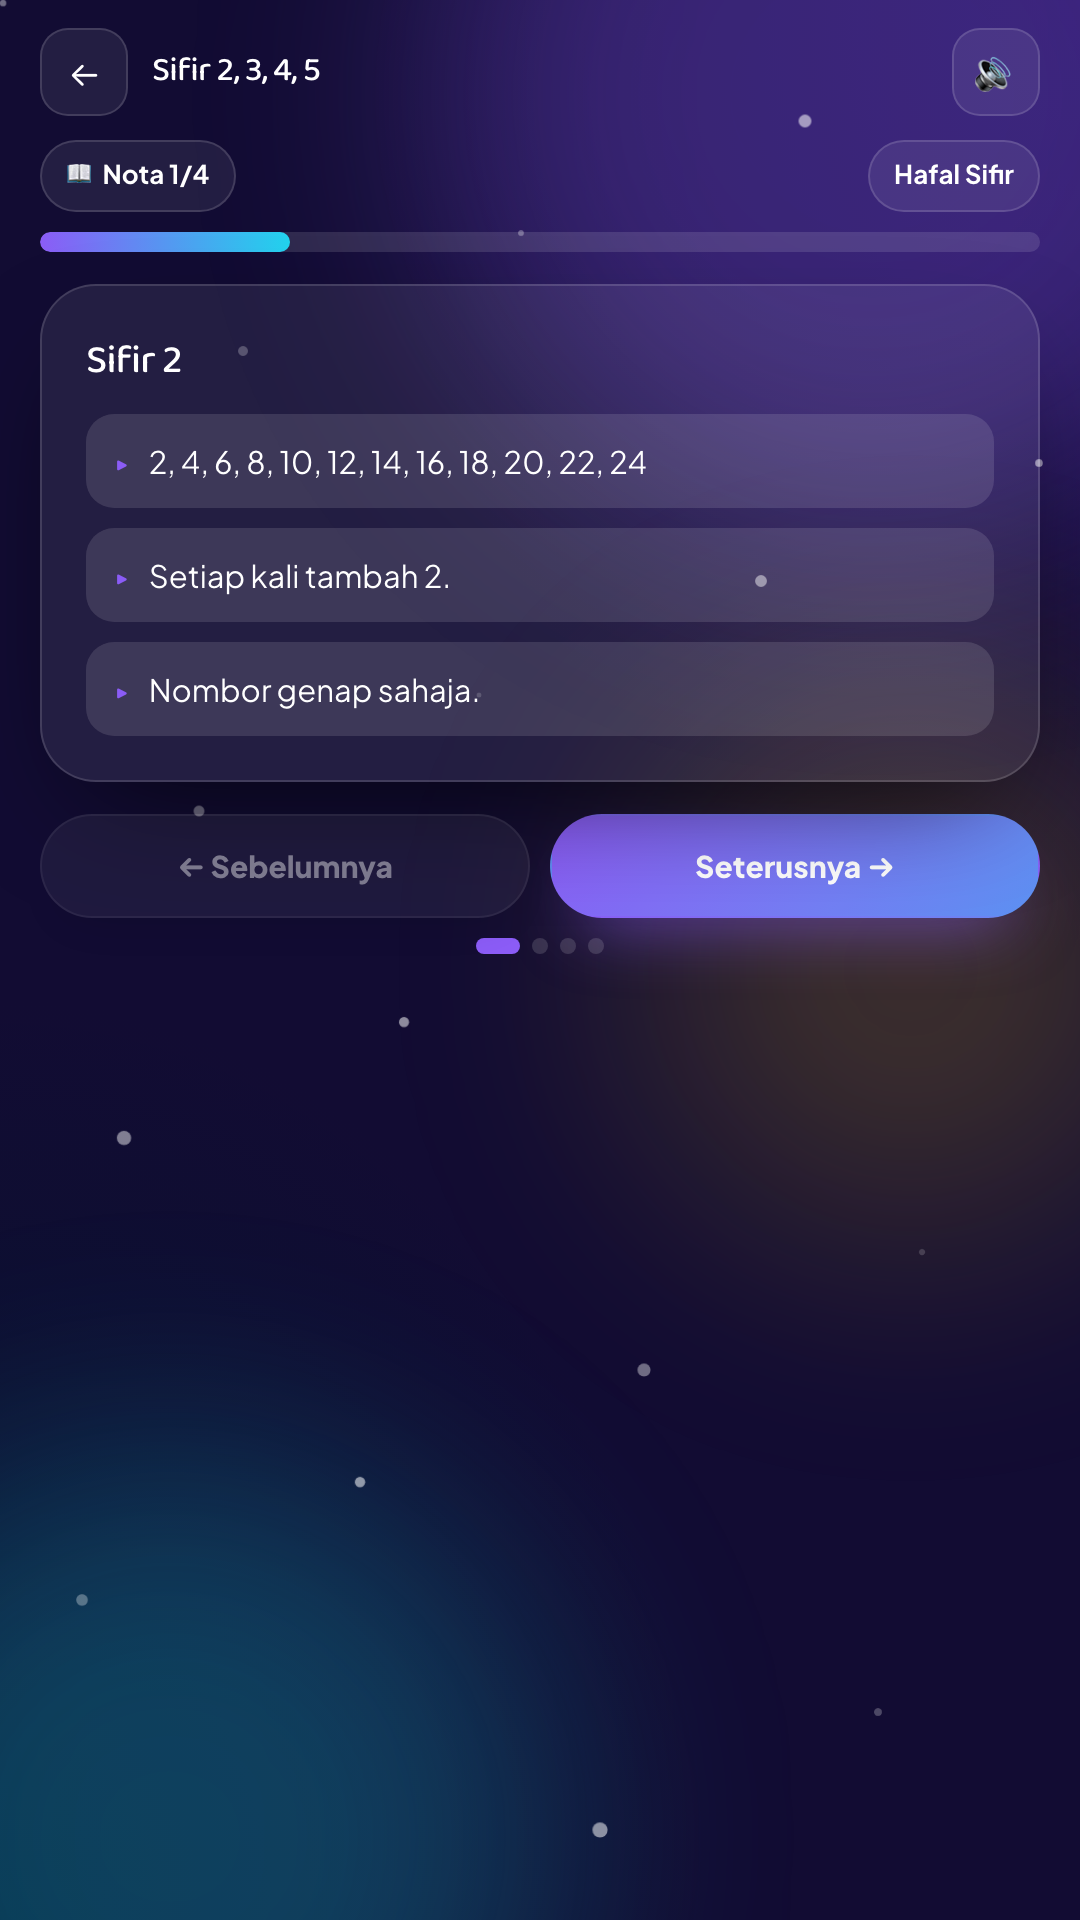 ← Sifir 2, 3, 4, 5
Nota 1/4
Hafal Sifir
Sifir 2
▸ 2, 4, 6, 8, 10, 12, 14, 16, 18, 20, 22, 24
▸ Setiap kali tambah 2.
▸ Nombor genap sahaja.
← Sebelumnya
Seterusnya →